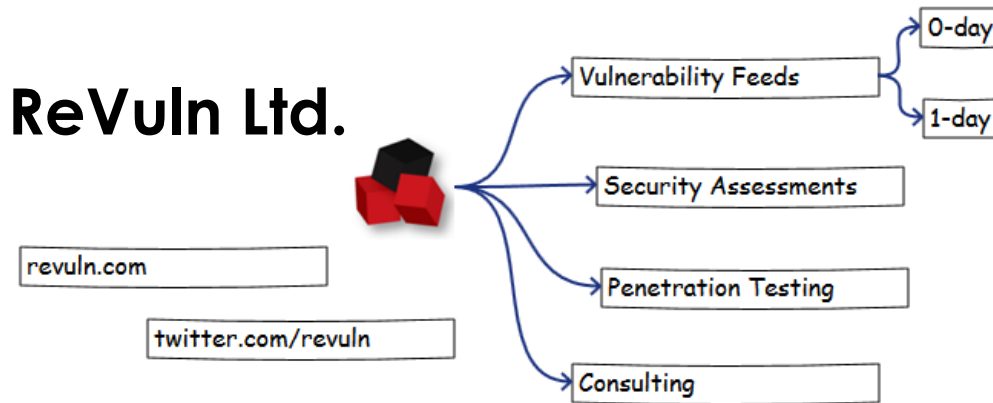 ReVuln Ltd.
revuln.com
twitter.com/revuln
Vulnerability Feeds
0-day
1-day
Security Assessments
Penetration Testing
Consulting